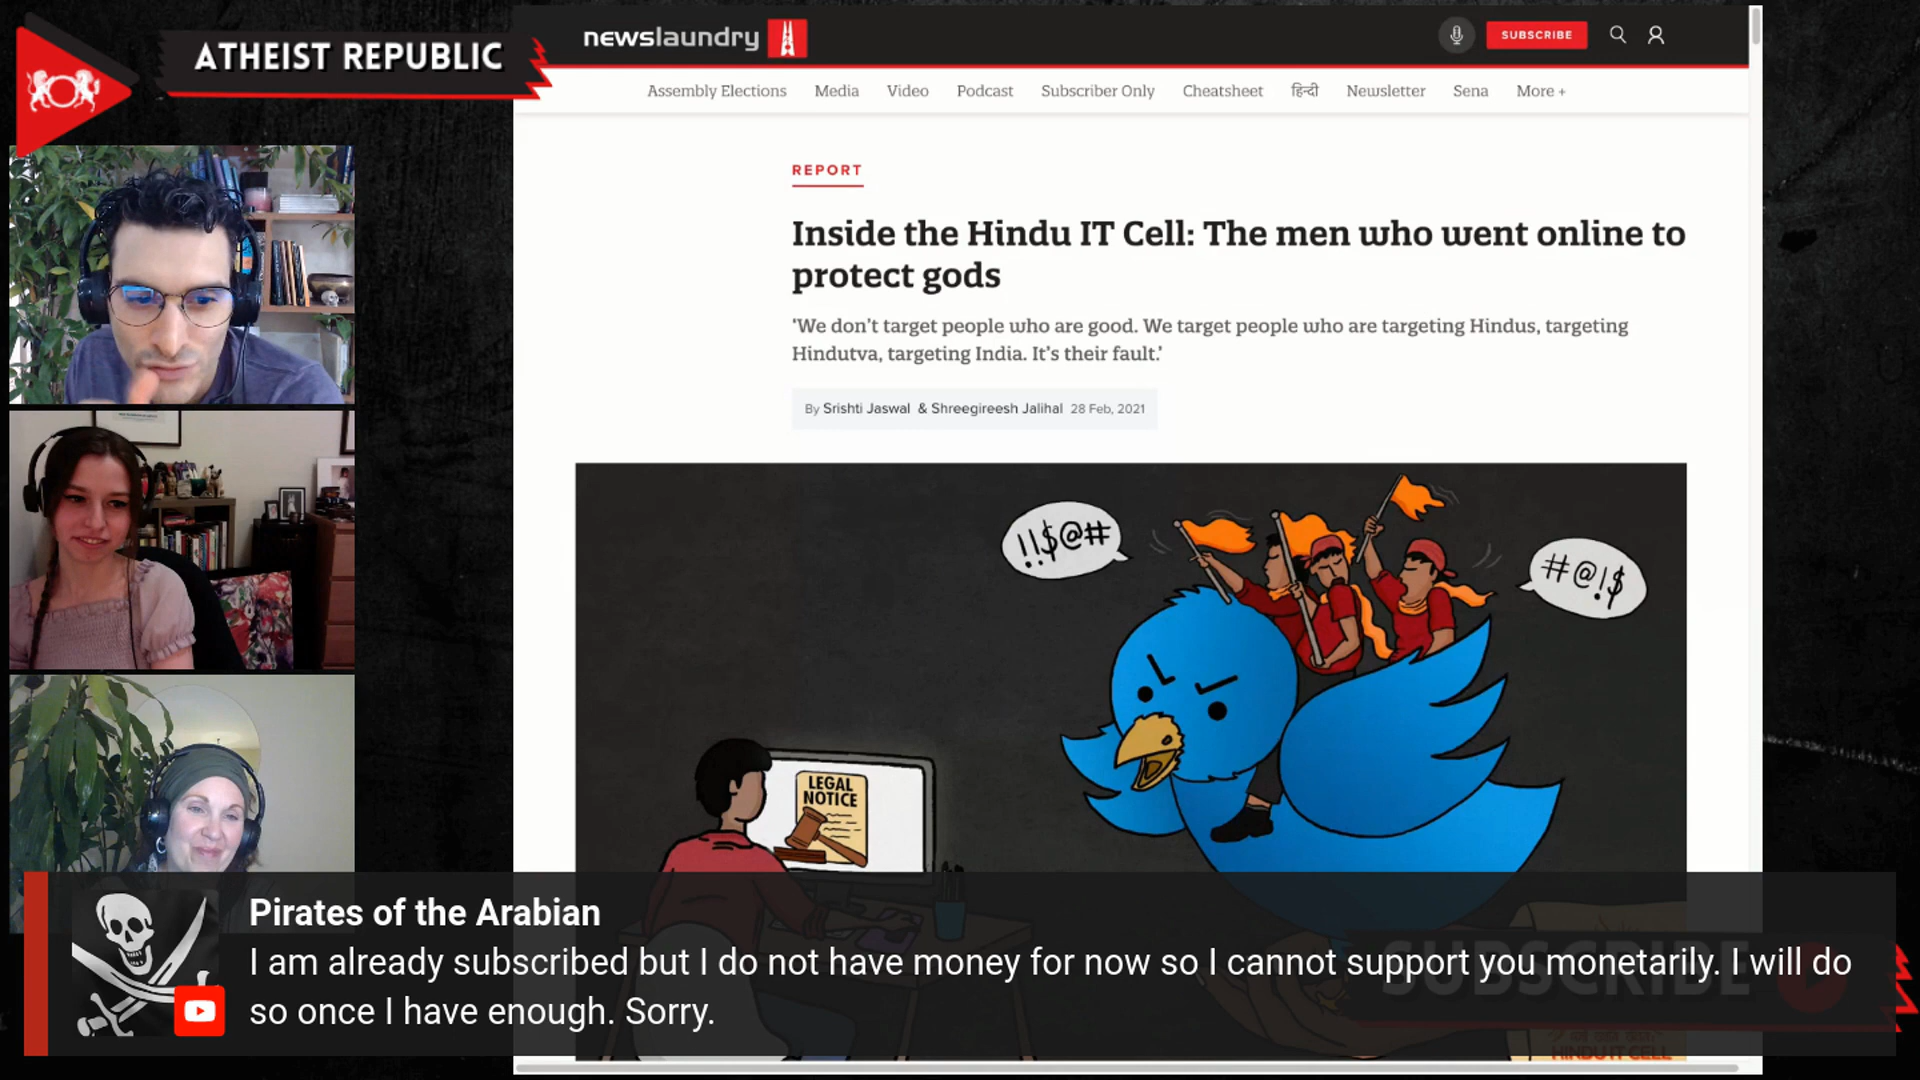 ATHEIST REPUBLIC
newslaundry
SUBSCRIBE
Assembly Elections Media Video Podcast Subscriber Only Cheatsheet हिन्दी Newsletter Sena More +
REPORT
Inside the Hindu IT Cell: The men who went online to
protect gods
‘We don’t target people who are good. We target people who are targeting Hindus, targeting
Hindutva, targeting India. It’s their fault.’
By Srishti Jaswal & Shreegireesh Jalihal 28 Feb, 2021
!!$@#
#@!$
LEGAL
NOTICE
Pirates of the Arabian
I am already subscribed but I do not have money for now so I cannot support you monetarily. I will do
so once I have enough. Sorry.
SUBSCRIBE
HINDU IT CELL